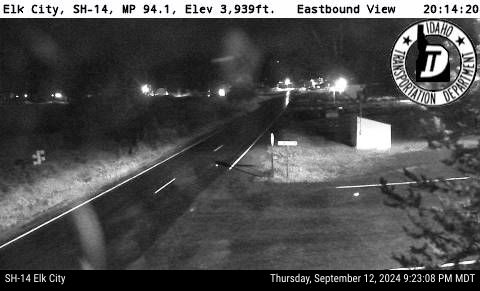 Elk City, SH-14, MP 94.1, Elev 3,939ft. Eastbound View 20:14:20
IDAHO
TRANSPORTATION DEPARTMENT
SH-14 Elk City Thursday, September 12, 2024 9:23:08 PM MDT